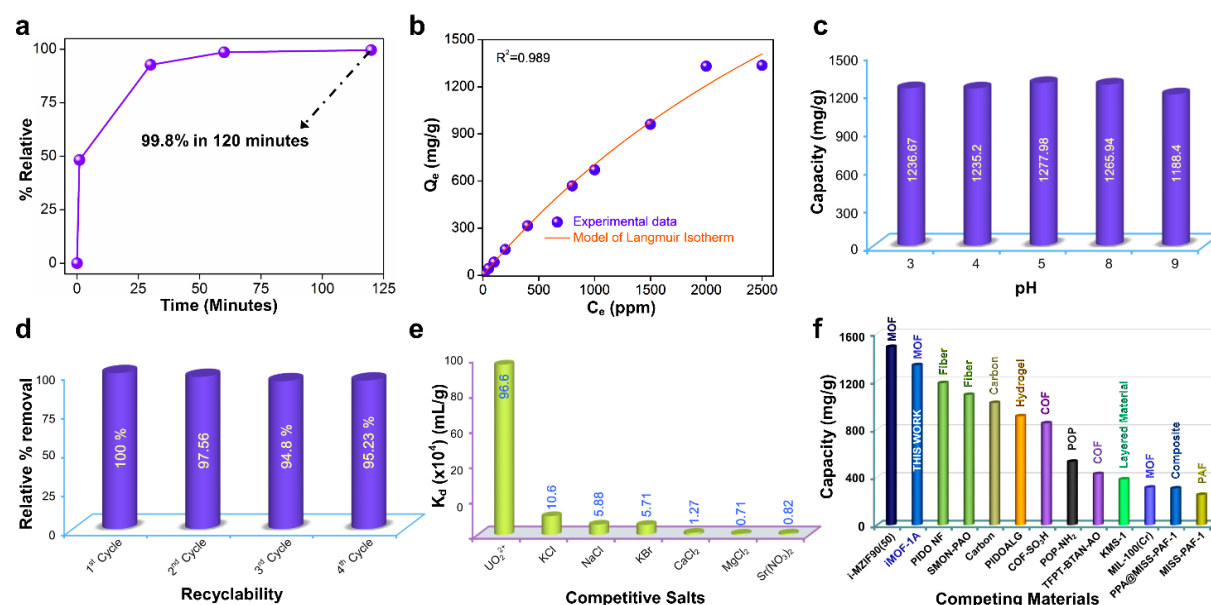 a
100
50
0
% Relative
99.8% in 120 minutes
0
25
50
75
100
125
Time (Minutes)
b
1500
1200
900
600
300
0
Qe (mg/g)
R²=0.989
Experimental data
Model of Langmuir Isotherm
0
500
1000
1500
2000
2500
Ce (ppm)
c
1500
1200
900
600
300
0
Capacity (mg/g)
1236.67
1235.2
1277.98
1265.94
1188.4
3
4
5
8
9
pH
d
100
75
50
25
0
Relative % removal
100 %
97.56
94.8 %
95.23 %
1st Cycle
2nd Cycle
3rd Cycle
4th Cycle
Recyclability
e
100
80
60
20
0
Kd (x10⁴) (mL/g)
96.6
10.6
5.88
5.71
1.27
0.71
0.82
UO₂²⁺
KCl
NaCl
KBr
CaCl₂
MgCl₂
Sr(NO₃)₂
Competitive Salts
f
1600
1200
800
400
0
Capacity (mg/g)
MOF
MOF
Fiber
Fiber
Carbon
Hydrogel
COF
POP
COF
Layered Material
MOF
Composite
PAF
THIS WORK
i-MZIF90(50)
iMOF-1A
PIDO NF
SMON-PAO
Carbon
PIDOALG
COF-SO₃H
POP-NH₂
TFPT-BTAN-AO
KMS-1
MIL-100(Cr)
PPA@MISS-PAF-1
MISS-PAF-1
Competing Materials